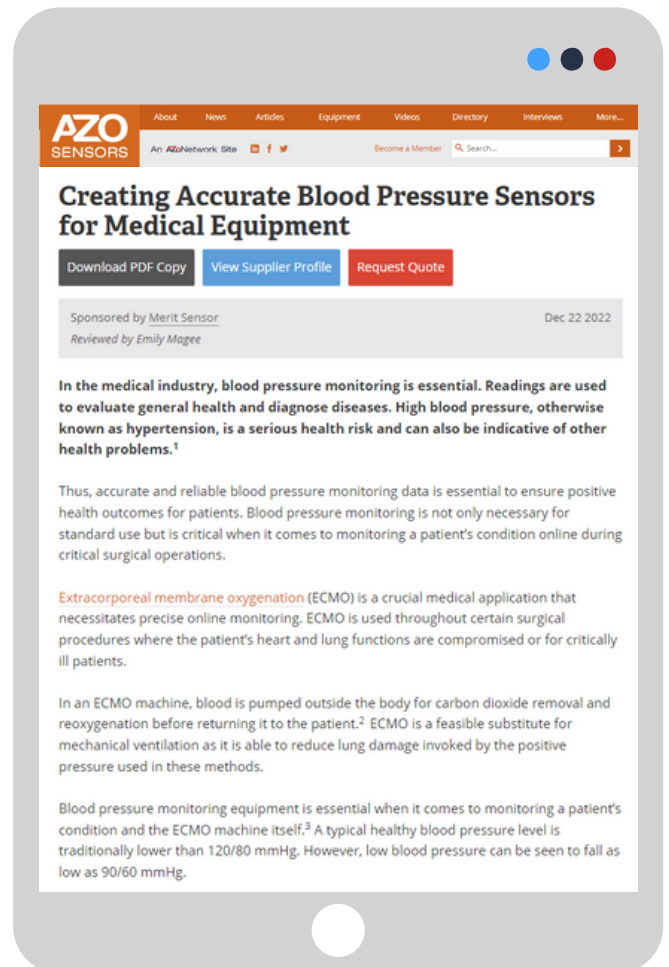 AZO
SENSORS
About News Articles Equipment Videos Directory Interviews More...
An AZoNetwork Site in f Become a Member Search...
Creating Accurate Blood Pressure Sensors
for Medical Equipment
Download PDF Copy View Supplier Profile Request Quote
Sponsored by Merit Sensor Dec 22 2022
Reviewed by Emily Magee
In the medical industry, blood pressure monitoring is essential. Readings are used
to evaluate general health and diagnose diseases. High blood pressure, otherwise
known as hypertension, is a serious health risk and can also be indicative of other
health problems.¹
Thus, accurate and reliable blood pressure monitoring data is essential to ensure positive
health outcomes for patients. Blood pressure monitoring is not only necessary for
standard use but is critical when it comes to monitoring a patient's condition online during
critical surgical operations.
Extracorporeal membrane oxygenation (ECMO) is a crucial medical application that
necessitates precise online monitoring. ECMO is used throughout certain surgical
procedures where the patient's heart and lung functions are compromised or for critically
ill patients.
In an ECMO machine, blood is pumped outside the body for carbon dioxide removal and
reoxygenation before returning it to the patient.² ECMO is a feasible substitute for
mechanical ventilation as it is able to reduce lung damage invoked by the positive
pressure used in these methods.
Blood pressure monitoring equipment is essential when it comes to monitoring a patient's
condition and the ECMO machine itself.³ A typical healthy blood pressure level is
traditionally lower than 120/80 mmHg. However, low blood pressure can be seen to fall as
low as 90/60 mmHg.